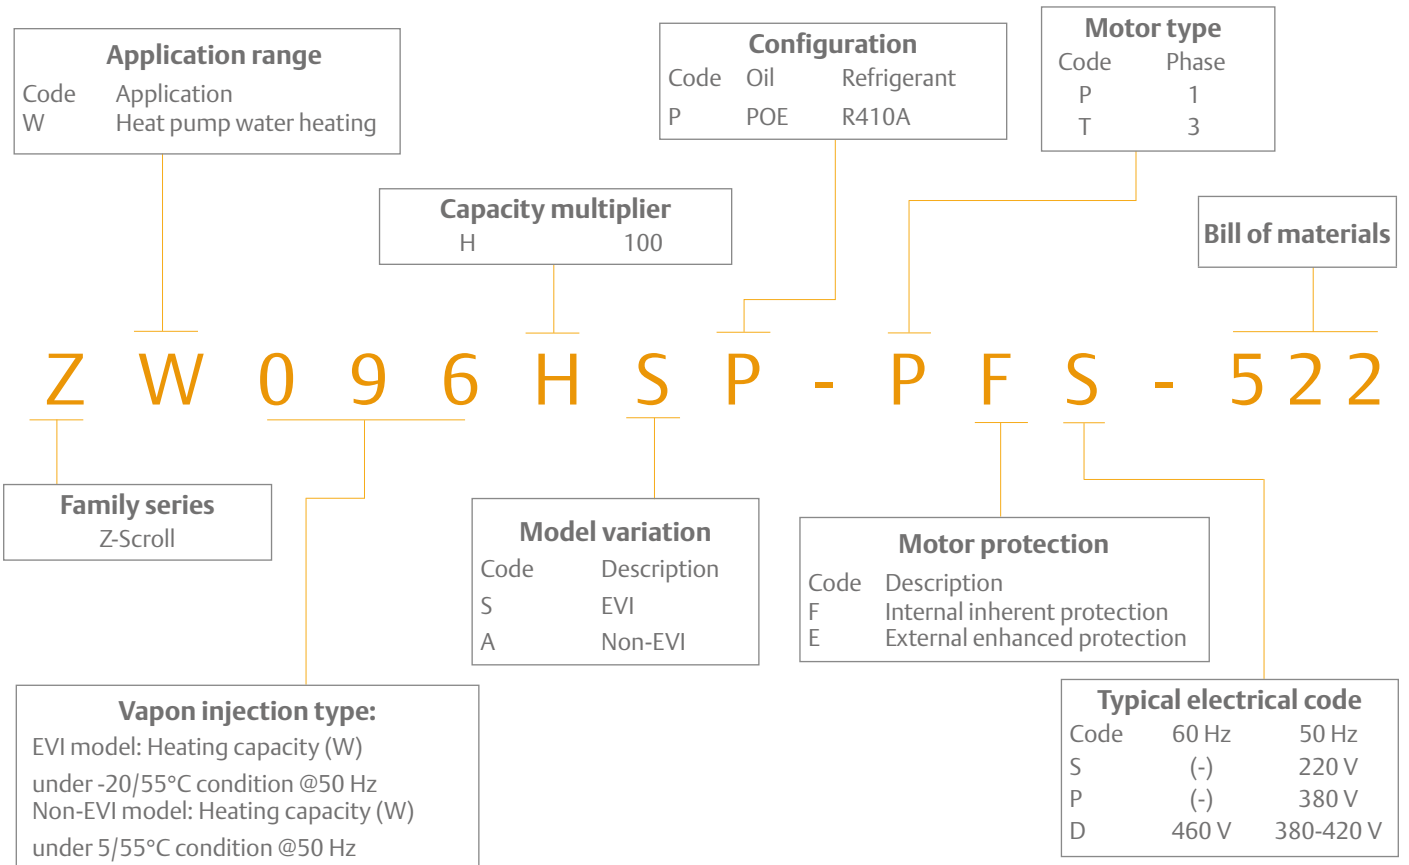 Application range
Code Application
W Heat pump water heating
Configuration
Code Oil Refrigerant
P POE R410A
Motor type
Code Phase
P 1
T 3
Capacity multiplier
H 100
Bill of materials
Z W 0 9 6 H S P - P F S - 5 2 2
Family series
Z-Scroll
Model variation
Code Description
S EVI
A Non-EVI
Motor protection
Code Description
F Internal inherent protection
E External enhanced protection
Vapon injection type:
EVI model: Heating capacity (W)
under -20/55°C condition @50 Hz
Non-EVI model: Heating capacity (W)
under 5/55°C condition @50 Hz
Typical electrical code
Code 60 Hz 50 Hz
S (-) 220 V
P (-) 380 V
D 460 V 380-420 V